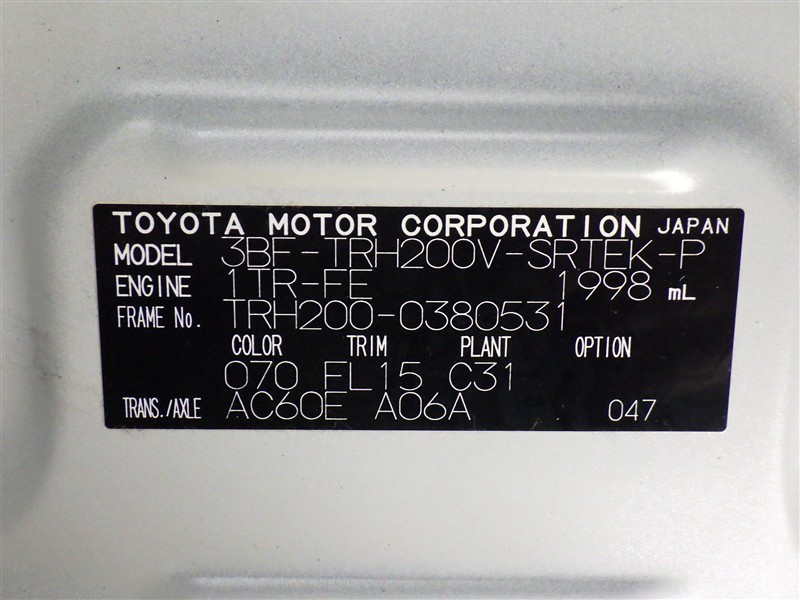 TOYOTA MOTOR CORPORATION JAPAN
MODEL 3BF-TRH200V-SRTEK-P
ENGINE 1TR-FE 1998 mL
FRAME No. TRH200-0380531
COLOR TRIM PLANT OPTION
070 FL15 C31
TRANS./AXLE AC60E A06A 047